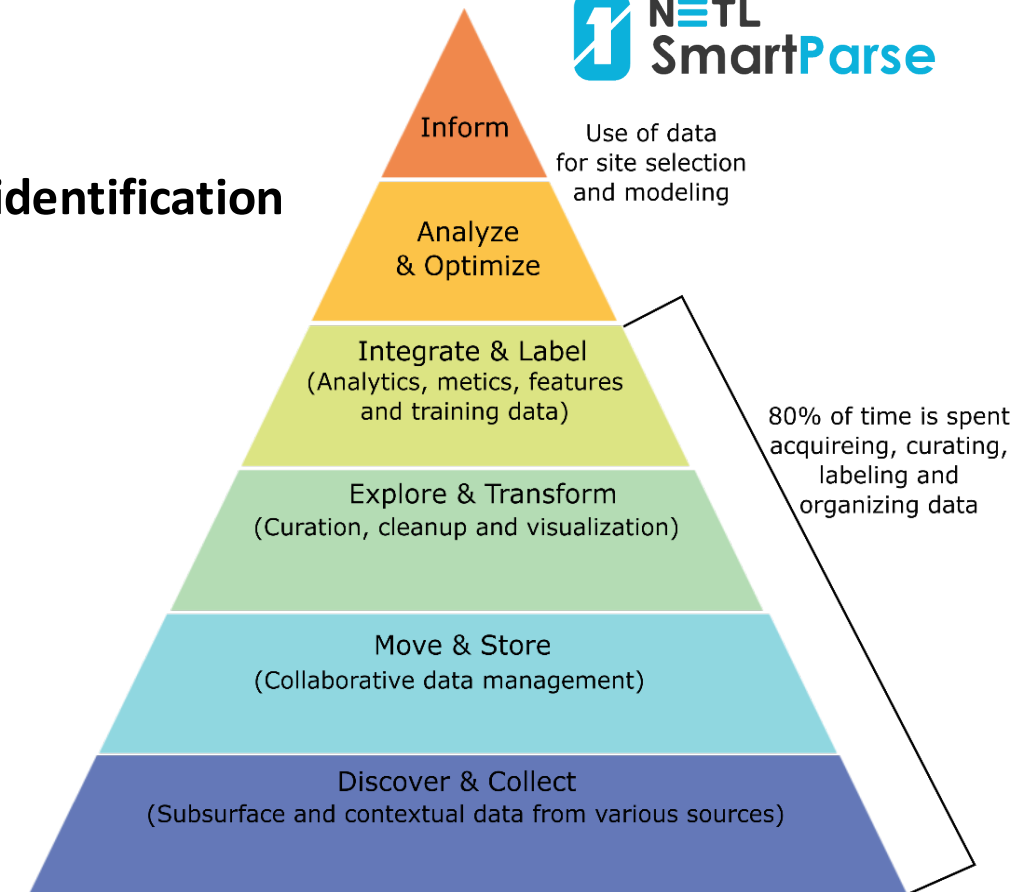 NETL
SmartParse
Inform
Use of data
for site selection
and modeling
identification
Analyze
& Optimize
Integrate & Label
(Analytics, metics, features
and training data)
80% of time is spent
acquireing, curating,
labeling and
organizing data
Explore & Transform
(Curation, cleanup and visualization)
Move & Store
(Collaborative data management)
Discover & Collect
(Subsurface and contextual data from various sources)